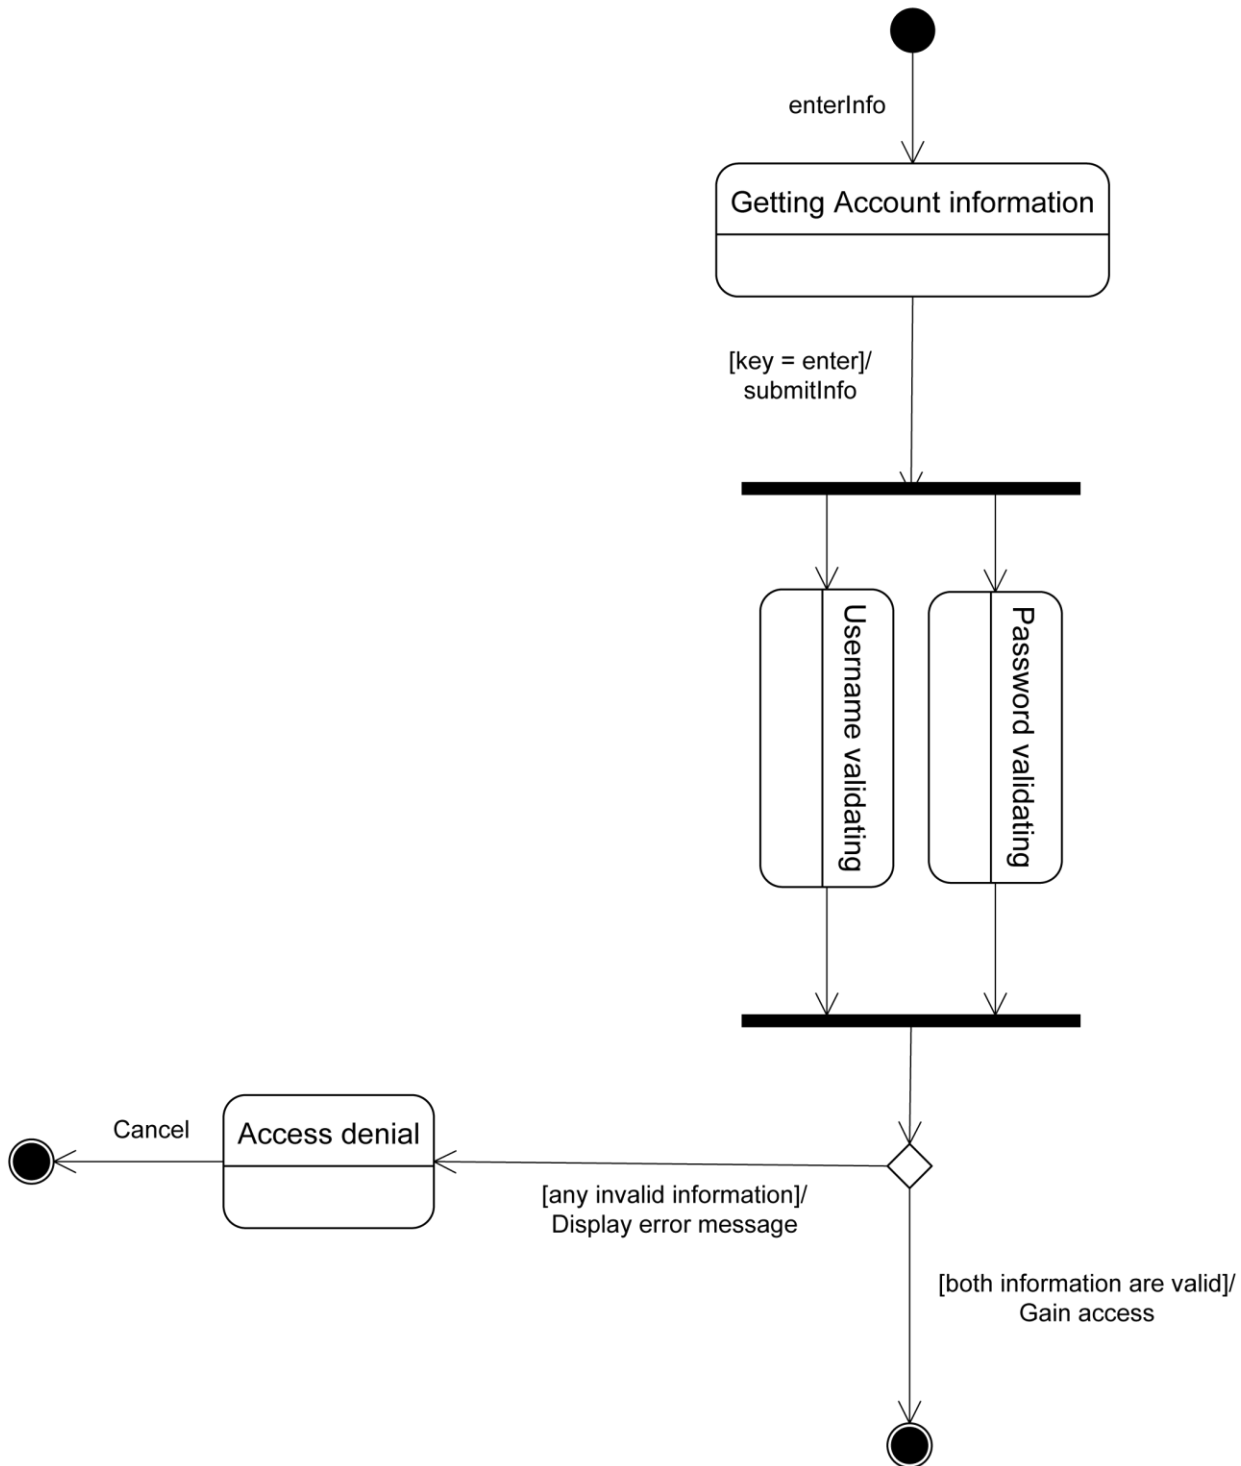 enterInfo
Getting Account information
[key = enter]/
submitInfo
Username validating
Password validating
Cancel
Access denial
[any invalid information]/
Display error message
[both information are valid]/
Gain access